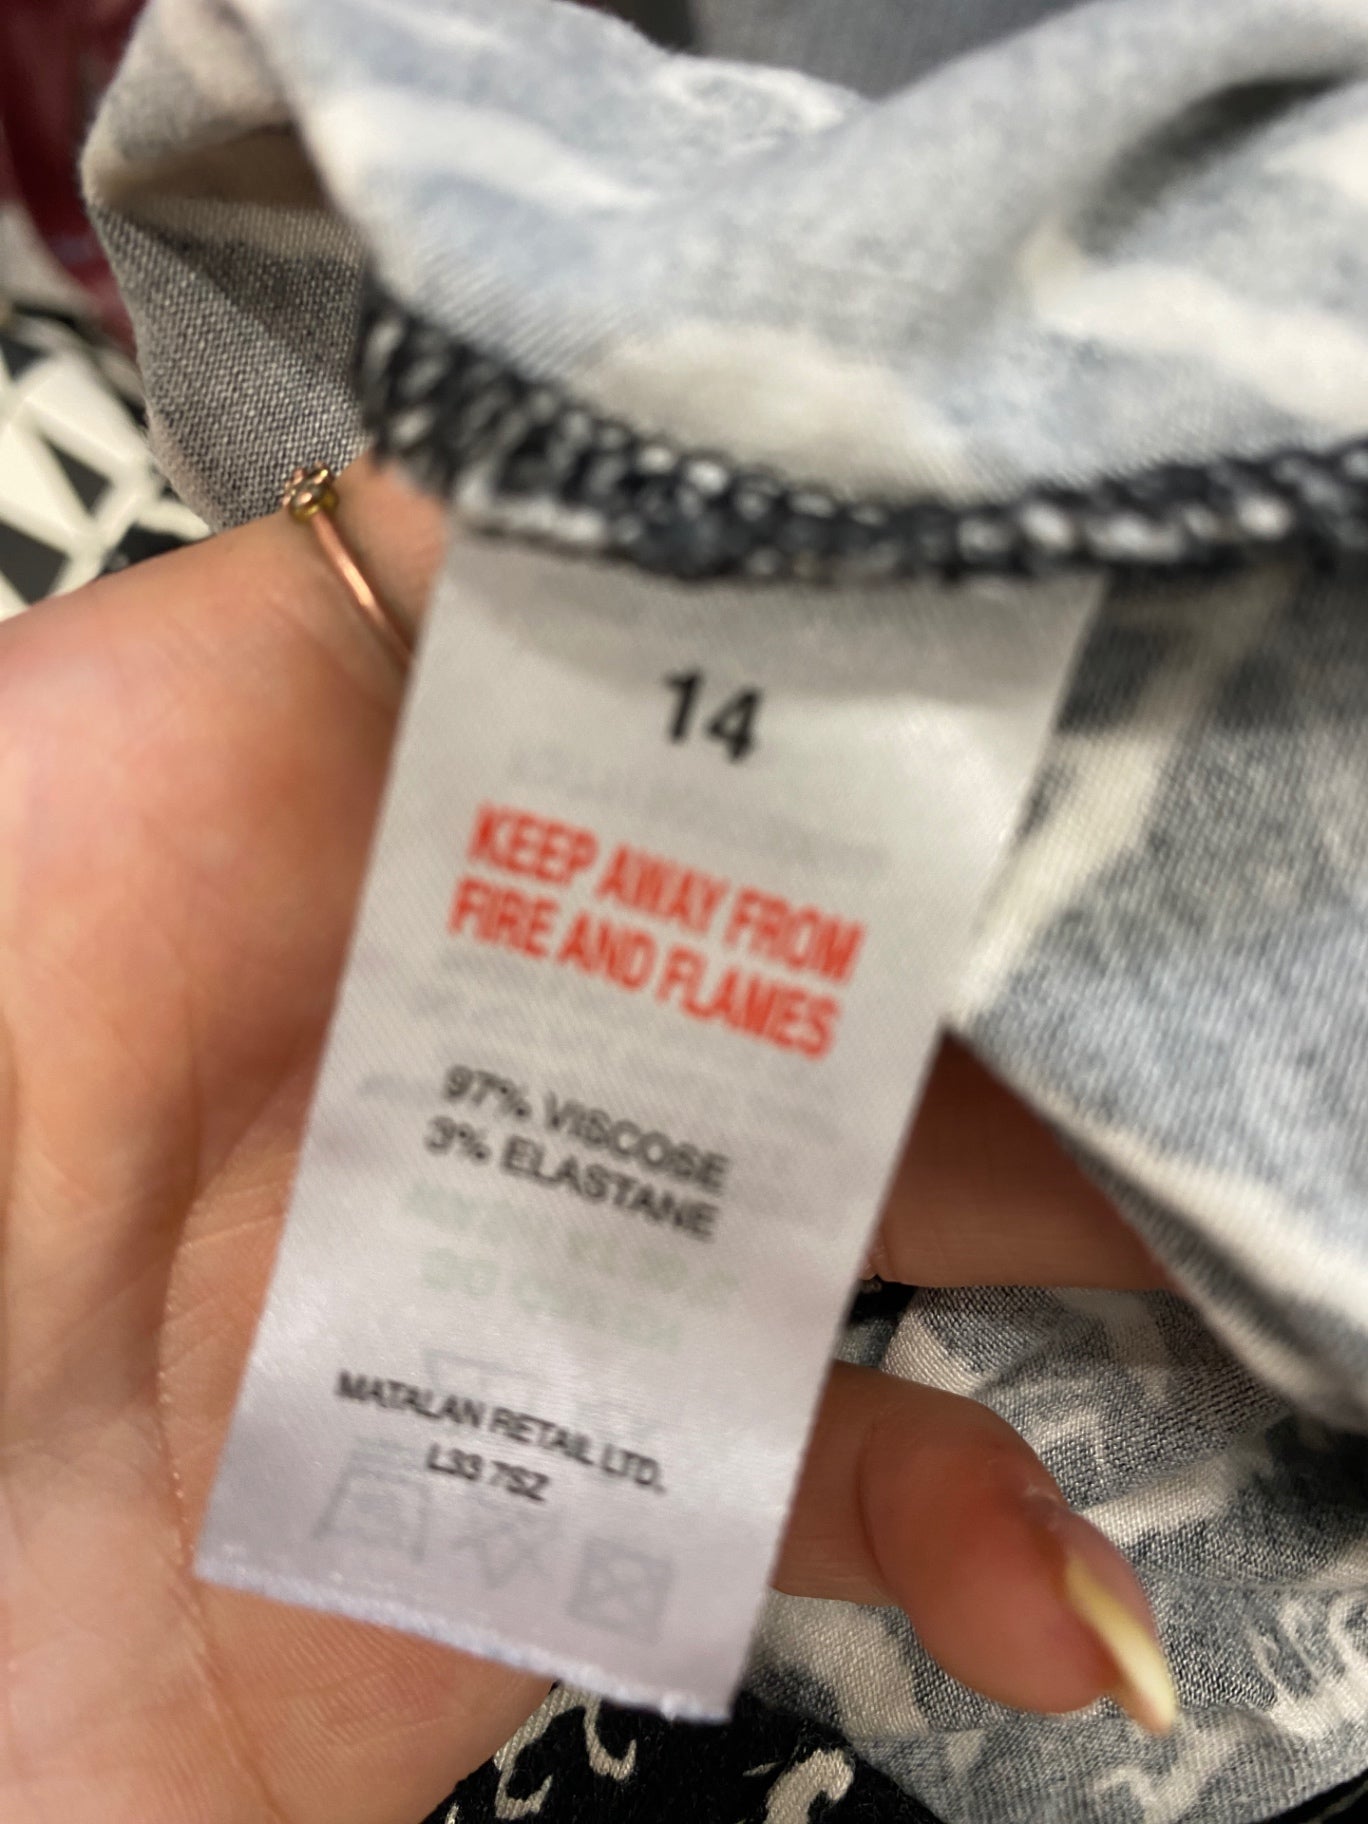 14
KEEP AWAY FROM
FIRE AND FLAMES
97% VISCOSE
3% ELASTANE
MATALAN RETAIL LTD.
L33 7SZ